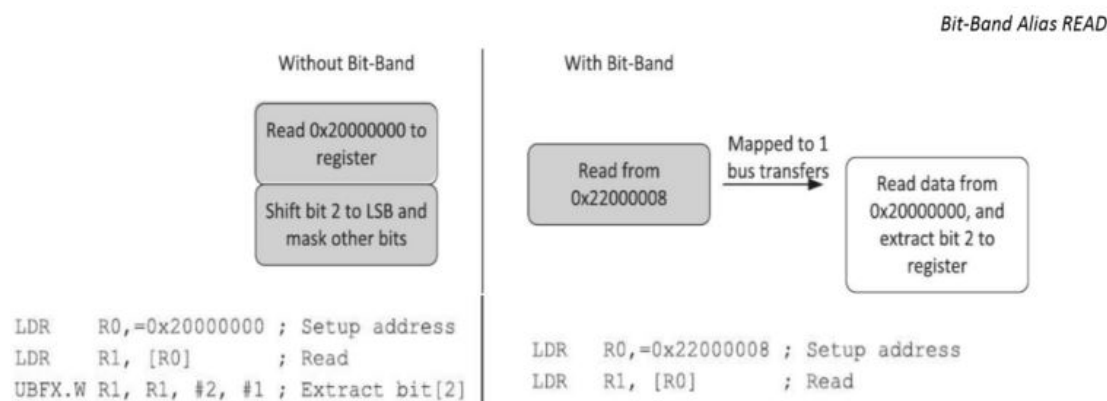 Bit-Band Alias READ
Without Bit-Band
Read 0x20000000 to
register
Shift bit 2 to LSB and
mask other bits
LDR R0,=0x20000000 ; Setup address
LDR R1, [R0] ; Read
UBFX.W R1, R1, #2, #1 ; Extract bit[2]
With Bit-Band
Read from
0x22000008
Mapped to 1
bus transfers
Read data from
0x20000000, and
extract bit 2 to
register
LDR R0,=0x22000008 ; Setup address
LDR R1, [R0] ; Read